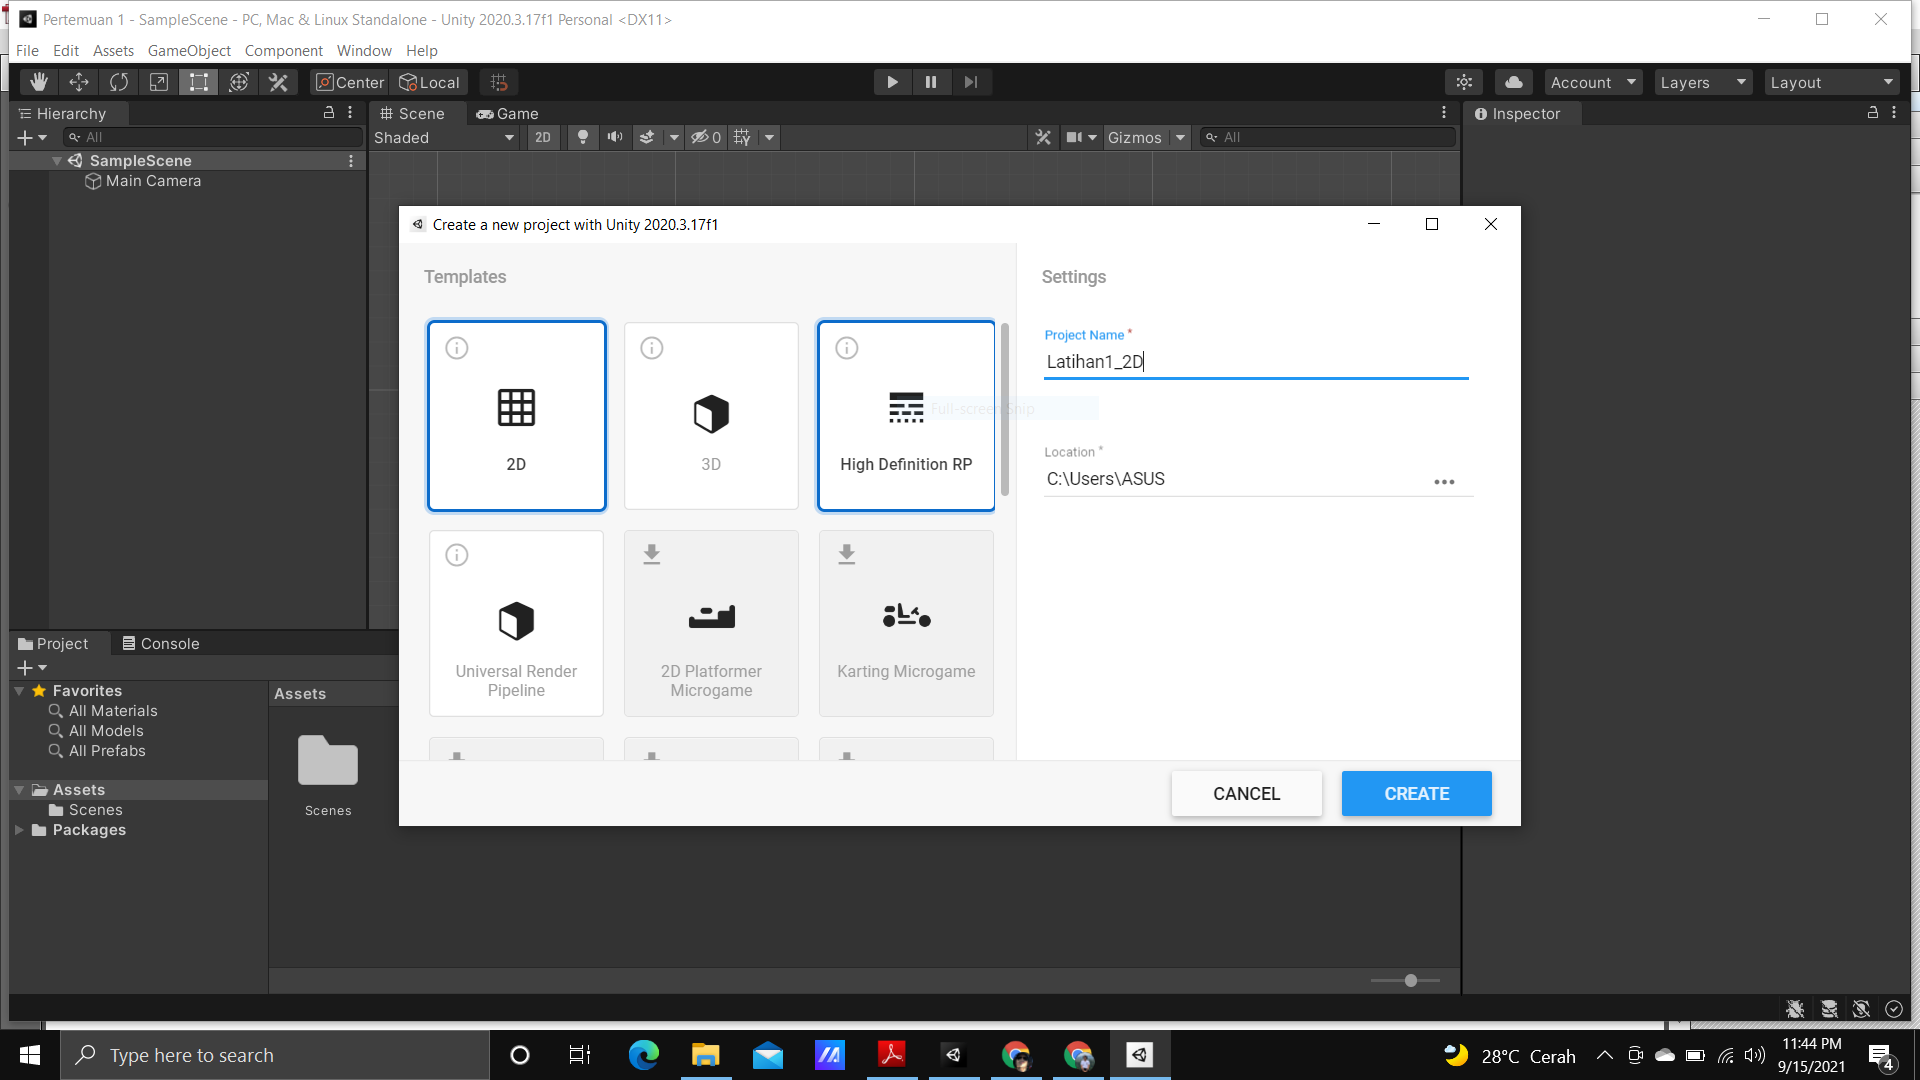 Pertemuan 1 - SampleScene - PC, Mac & Linux Standalone - Unity 2020.3.17f1 Personal <DX11>
File Edit Assets GameObject Component Window Help
Center Local Account Layers Layout
Hierarchy
All
SampleScene
Main Camera
Scene Game
Shaded 2D 0 Gizmos All
Inspector
Create a new project with Unity 2020.3.17f1
Templates
2D
3D
High Definition RP
Universal Render
Pipeline
2D Platformer
Microgame
Karting Microgame
Settings
Project Name *
Latihan1_2D
Full-screen Snip
Location *
C:\Users\ASUS
CANCEL CREATE
Project Console
Favorites
All Materials
All Models
All Prefabs
Assets
Scenes
Packages
Assets
Scenes
Type here to search
28°C Cerah
11:44 PM
9/15/2021
4